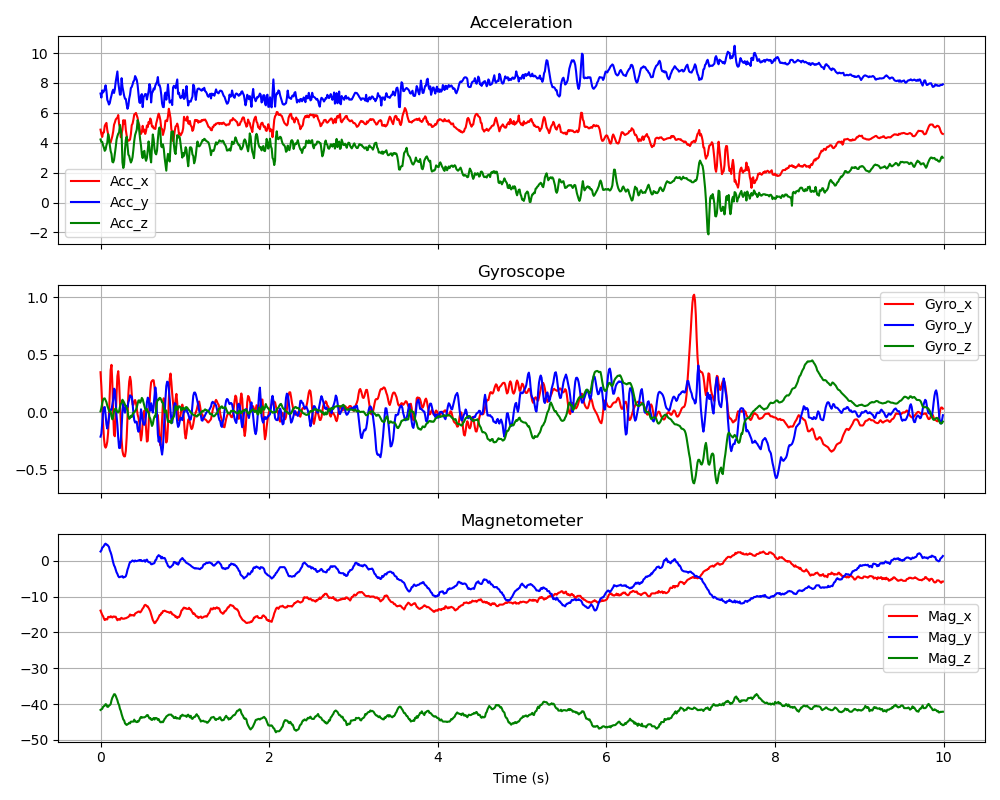 Acceleration
10
8
6
4
2
0
−2
Acc_x
Acc_y
Acc_z
Gyroscope
1.0
0.5
0.0
−0.5
Gyro_x
Gyro_y
Gyro_z
Magnetometer
0
−10
−20
−30
−40
−50
Mag_x
Mag_y
Mag_z
0 2 4 6 8 10
Time (s)